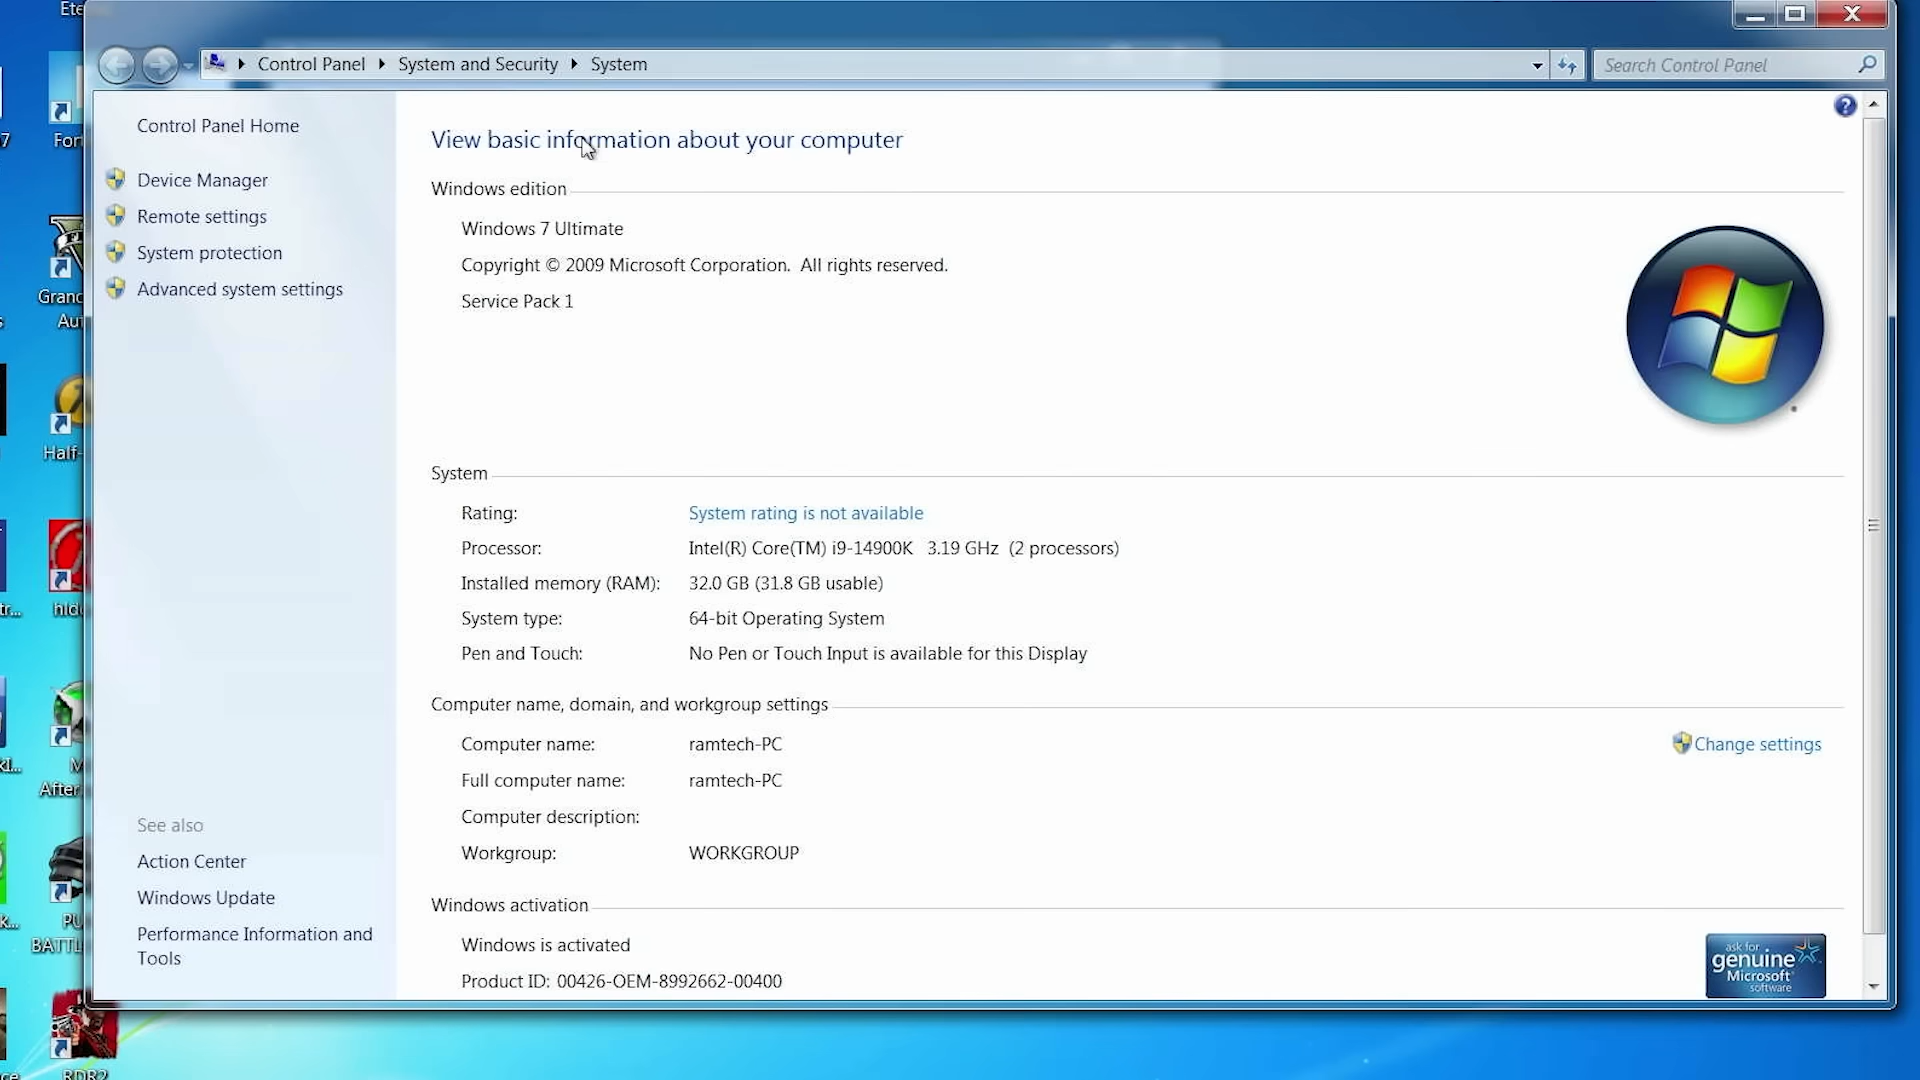 Ete
Control Panel
System and Security
System
Search Control Panel
Control Panel Home
Device Manager
Remote settings
System protection
Advanced system settings
View basic information about your computer
Windows edition
Windows 7 Ultimate
Copyright © 2009 Microsoft Corporation.  All rights reserved.
Service Pack 1
System
Rating: System rating is not available
Processor: Intel(R) Core(TM) i9-14900K   3.19 GHz  (2 processors)
Installed memory (RAM): 32.0 GB (31.8 GB usable)
System type: 64-bit Operating System
Pen and Touch: No Pen or Touch Input is available for this Display
Computer name, domain, and workgroup settings
Computer name: ramtech-PC
Change settings
Full computer name: ramtech-PC
Computer description:
Workgroup: WORKGROUP
Windows activation
Windows is activated
Product ID: 00426-OEM-8992662-00400
ask for
genuine
Microsoft
software
See also
Action Center
Windows Update
Performance Information and
Tools
7
For
Granc
Au
Half-
tr...
After
PU
BATTL
RDR2